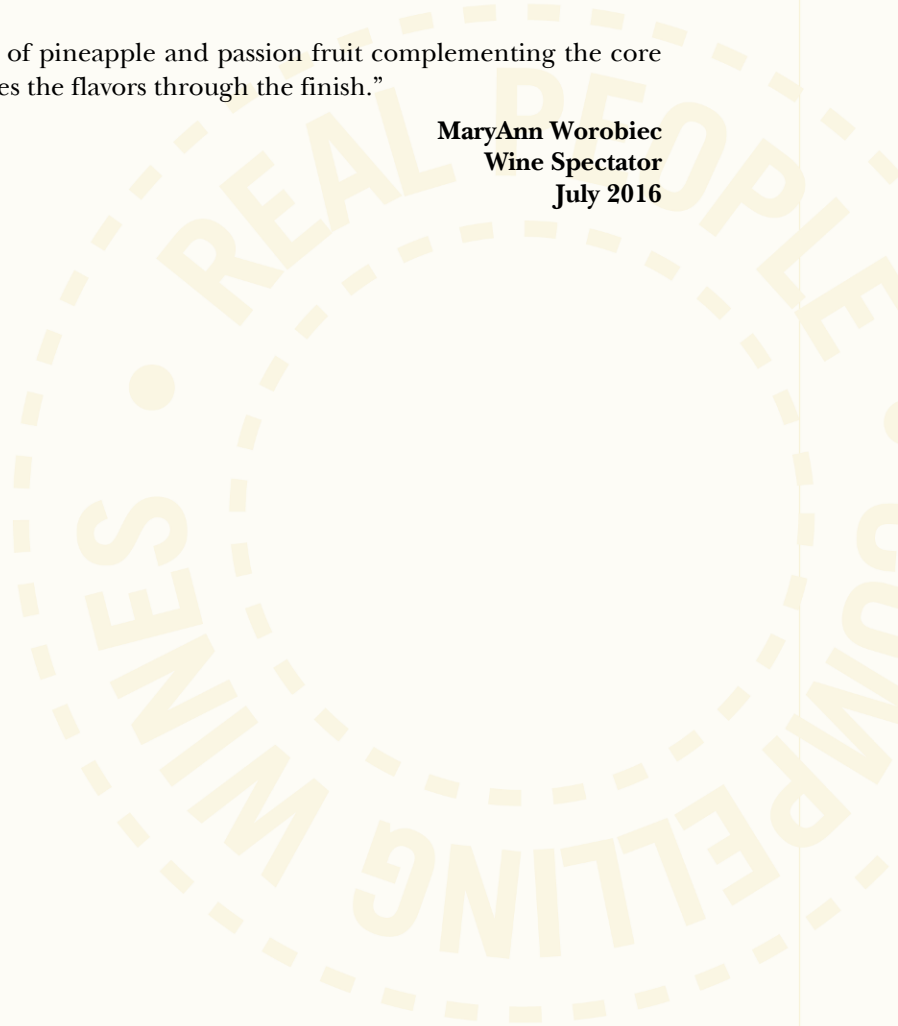 of pineapple and passion fruit complementing the core
the flavors through the finish.”
MaryAnn Worobiec
Wine Spectator
July 2016
REAL PEOPLE • COMPELLING WINES •